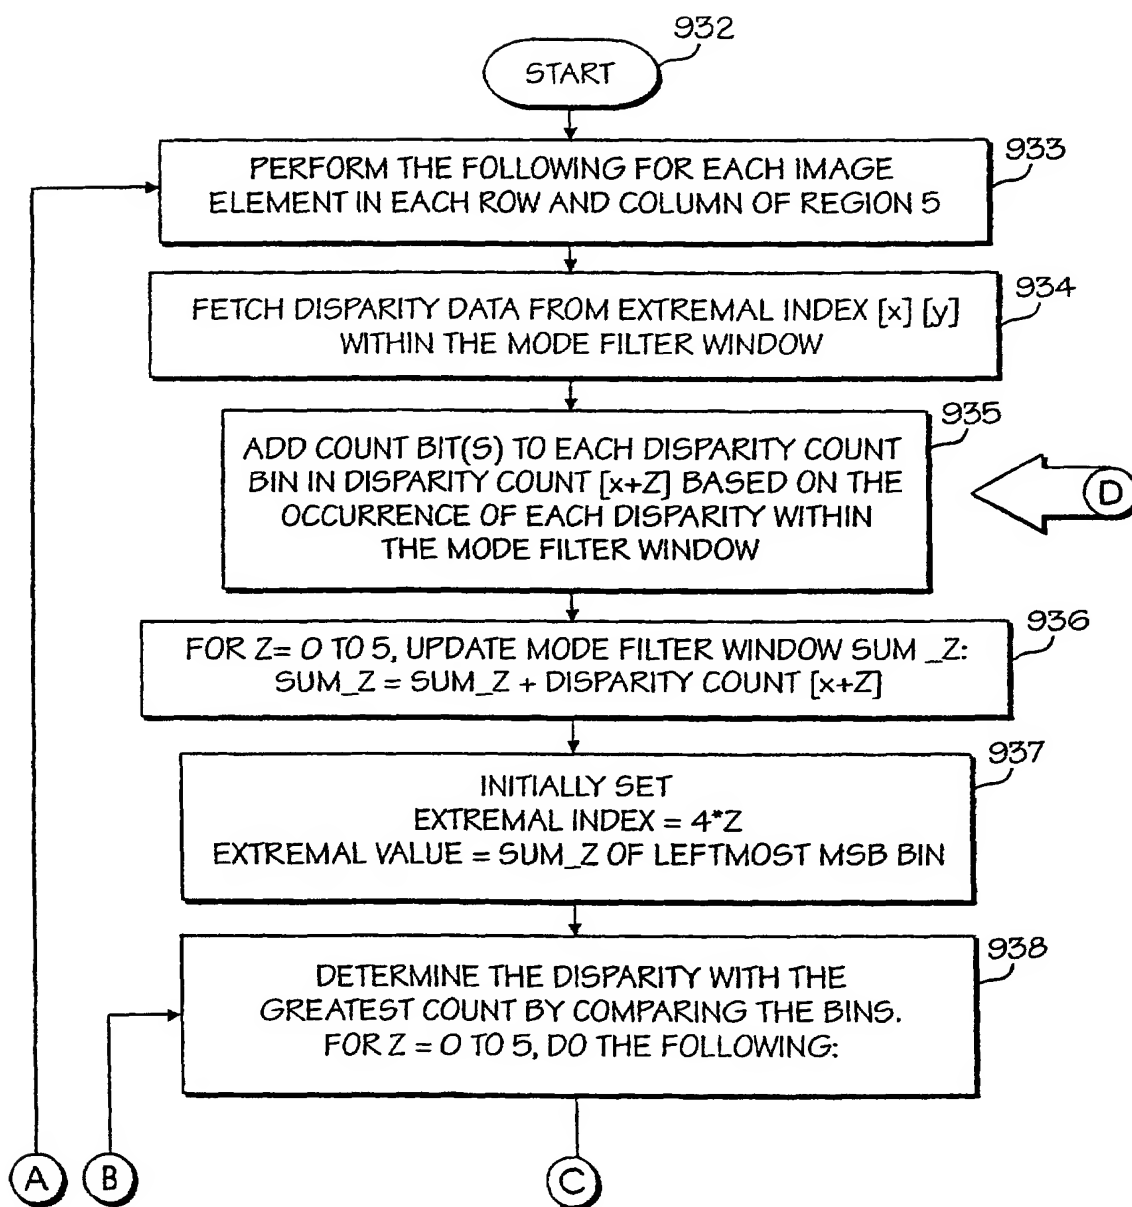 932
START
933
PERFORM THE FOLLOWING FOR EACH IMAGE
ELEMENT IN EACH ROW AND COLUMN OF REGION 5
934
FETCH DISPARITY DATA FROM EXTREMAL INDEX [x] [y]
WITHIN THE MODE FILTER WINDOW
935
ADD COUNT BIT(S) TO EACH DISPARITY COUNT
BIN IN DISPARITY COUNT [x+Z] BASED ON THE
OCCURRENCE OF EACH DISPARITY WITHIN
THE MODE FILTER WINDOW
D
936
FOR Z= 0 TO 5, UPDATE MODE FILTER WINDOW SUM _Z:
SUM_Z = SUM_Z + DISPARITY COUNT [x+Z]
937
INITIALLY SET
EXTREMAL INDEX = 4*Z
EXTREMAL VALUE = SUM_Z OF LEFTMOST MSB BIN
938
DETERMINE THE DISPARITY WITH THE
GREATEST COUNT BY COMPARING THE BINS.
FOR Z = 0 TO 5, DO THE FOLLOWING:
A B C